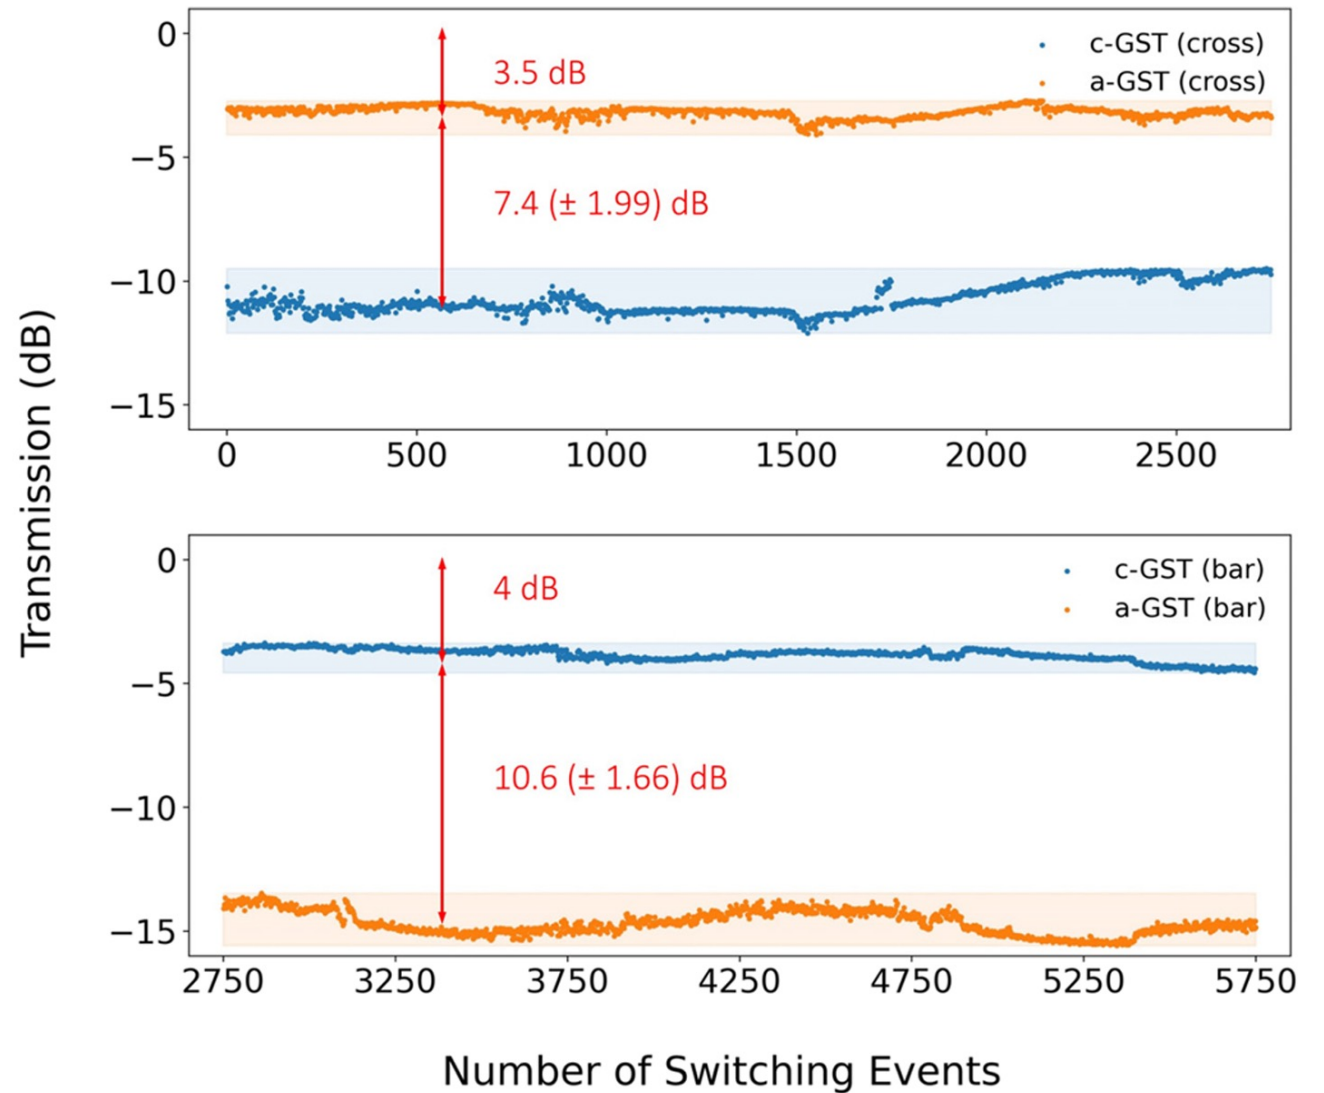 Transmission (dB)
0
−5
−10
−15
c-GST (cross)
a-GST (cross)
3.5 dB
7.4 (± 1.99) dB
0 500 1000 1500 2000 2500
0
−5
−10
−15
c-GST (bar)
a-GST (bar)
4 dB
10.6 (± 1.66) dB
2750 3250 3750 4250 4750 5250 5750
Number of Switching Events